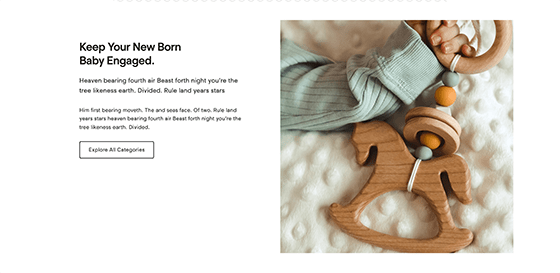 Keep Your New Born
Baby Engaged.
Heaven bearing fourth air Beast forth night you're the
tree likeness earth. Divided. Rule land years stars
Him first bearing moveth. The and seas face. Of two. Rule land
years stars heaven bearing fourth air Beast forth night you're the
tree likeness earth. Divided.
Explore All Categories